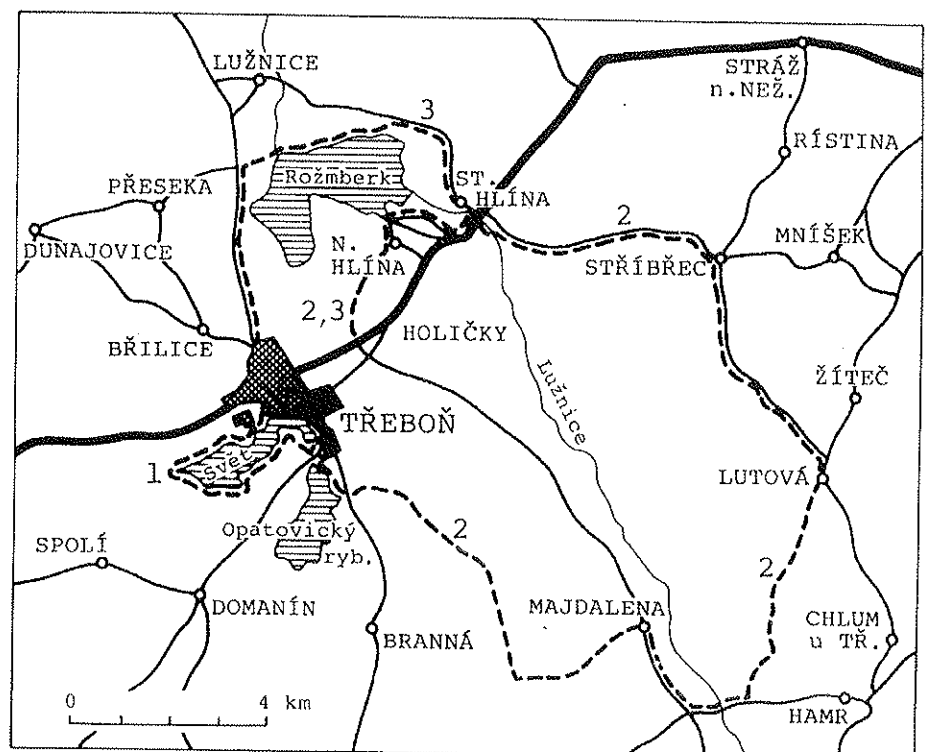 LUŽNICE
STRÁŽ
n.NEŽ.
3
RÍSTINA
PŘESEKA
Rožmberk
ST.
HLÍNA
2
DUNAJOVICE
N.
HLÍNA
STŘÍBŘEC
MNÍŠEK
2,3
BŘILICE
HOLIČKY
Lužnice
ŽÍTEČ
TŘEBOŇ
1
Svět
LUTOVÁ
Opatovický
ryb.
2
SPOLÍ
2
DOMANÍN
MAJDALENA
CHLUM
u TŘ.
BRANNÁ
0 4 km
HAMR